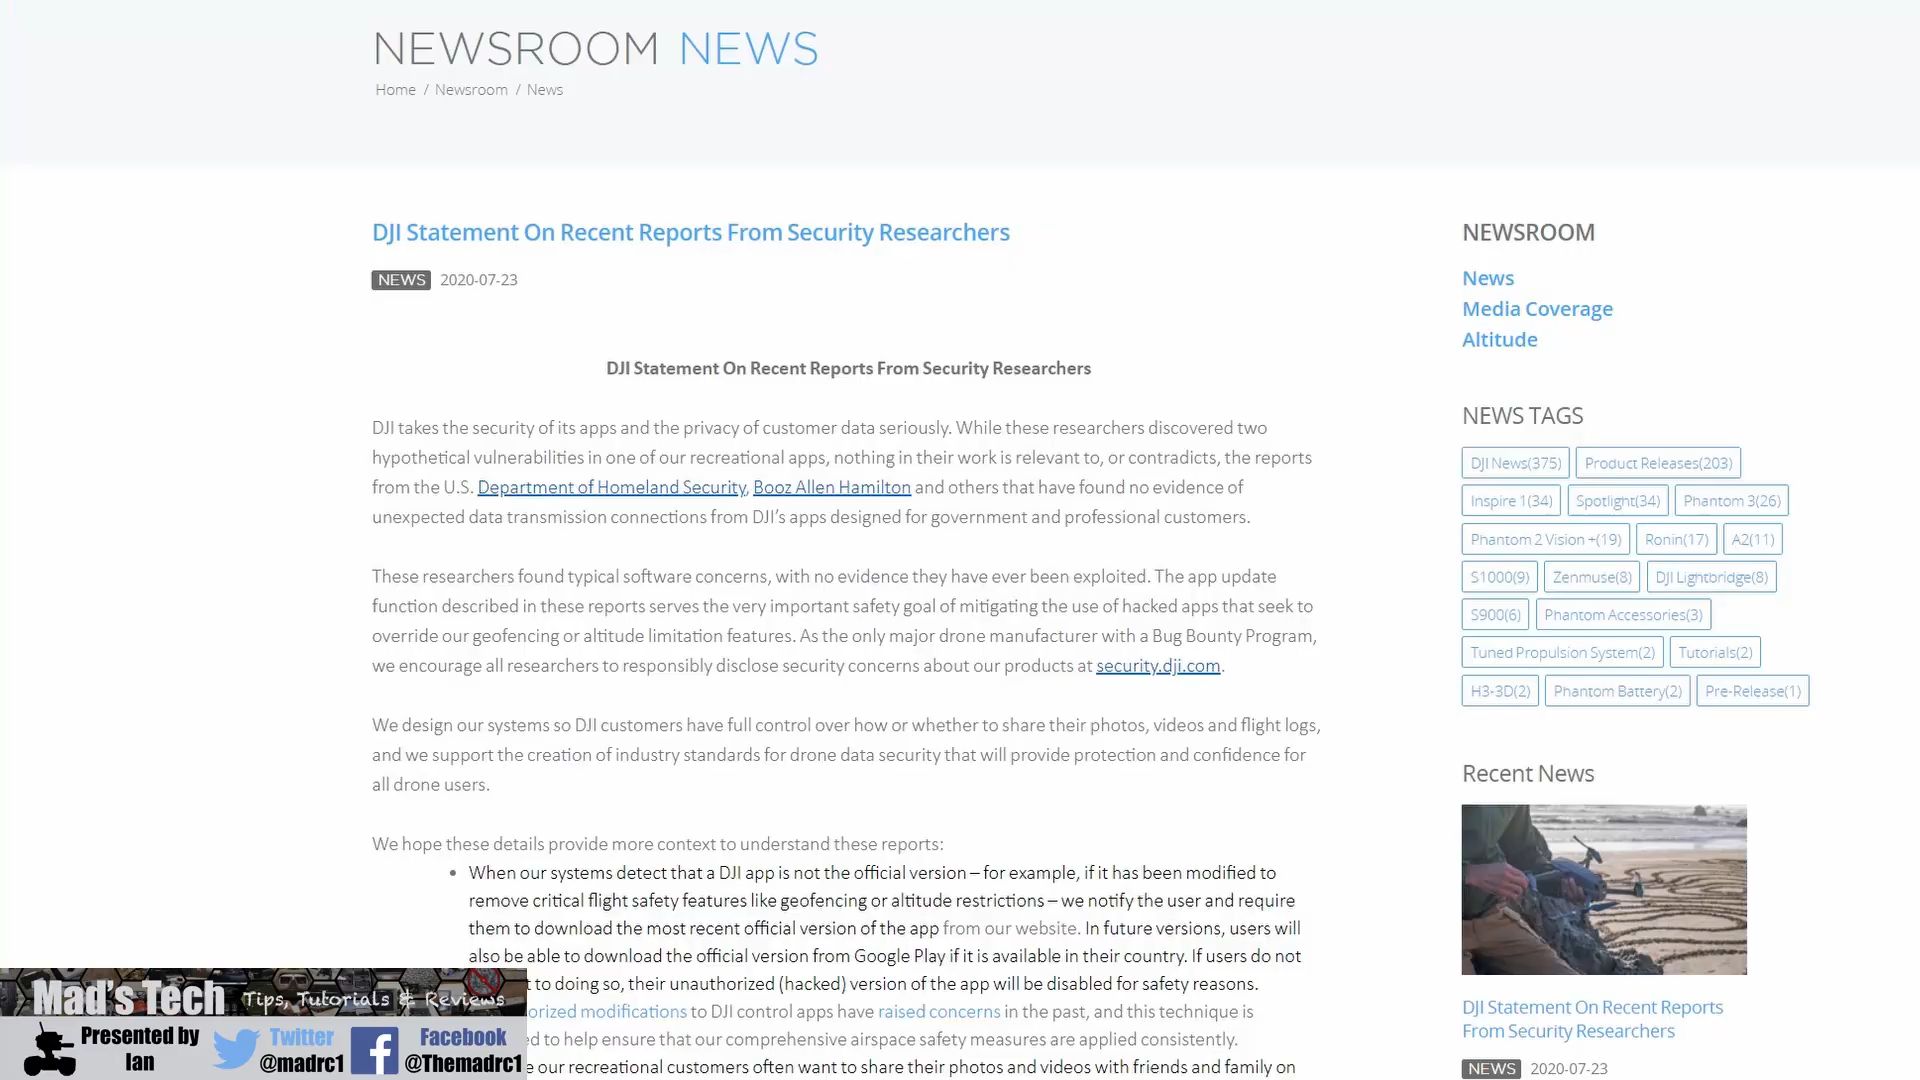 NEWSROOM NEWS
Home / Newsroom / News
DJI Statement On Recent Reports From Security Researchers
NEWS 2020-07-23
DJI Statement On Recent Reports From Security Researchers
DJI takes the security of its apps and the privacy of customer data seriously. While these researchers discovered two
hypothetical vulnerabilities in one of our recreational apps, nothing in their work is relevant to, or contradicts, the reports
from the U.S. Department of Homeland Security, Booz Allen Hamilton and others that have found no evidence of
unexpected data transmission connections from DJI’s apps designed for government and professional customers.
These researchers found typical software concerns, with no evidence they have ever been exploited. The app update
function described in these reports serves the very important safety goal of mitigating the use of hacked apps that seek to
override our geofencing or altitude limitation features. As the only major drone manufacturer with a Bug Bounty Program,
we encourage all researchers to responsibly disclose security concerns about our products at security.dji.com.
We design our systems so DJI customers have full control over how or whether to share their photos, videos and flight logs,
and we support the creation of industry standards for drone data security that will provide protection and confidence for
all drone users.
We hope these details provide more context to understand these reports:
• When our systems detect that a DJI app is not the official version – for example, if it has been modified to
remove critical flight safety features like geofencing or altitude restrictions – we notify the user and require
them to download the most recent official version of the app from our website. In future versions, users will
also be able to download the official version from Google Play if it is available in their country. If users do not
t to doing so, their unauthorized (hacked) version of the app will be disabled for safety reasons.
orized modifications to DJI control apps have raised concerns in the past, and this technique is
ed to help ensure that our comprehensive airspace safety measures are applied consistently.
e our recreational customers often want to share their photos and videos with friends and family on
NEWSROOM
News
Media Coverage
Altitude
NEWS TAGS
DJI News(375) Product Releases(203)
Inspire 1(34) Spotlight(34) Phantom 3(26)
Phantom 2 Vision +(19) Ronin(17) A2(11)
S1000(9) Zenmuse(8) DJI Lightbridge(8)
S900(6) Phantom Accessories(3)
Tuned Propulsion System(2) Tutorials(2)
H3-3D(2) Phantom Battery(2) Pre-Release(1)
Recent News
DJI Statement On Recent Reports
From Security Researchers
NEWS 2020-07-23
Mad's Tech Tips, Tutorials & Reviews
Presented by
Ian
Twitter
@madrc1
Facebook
@Themadrc1